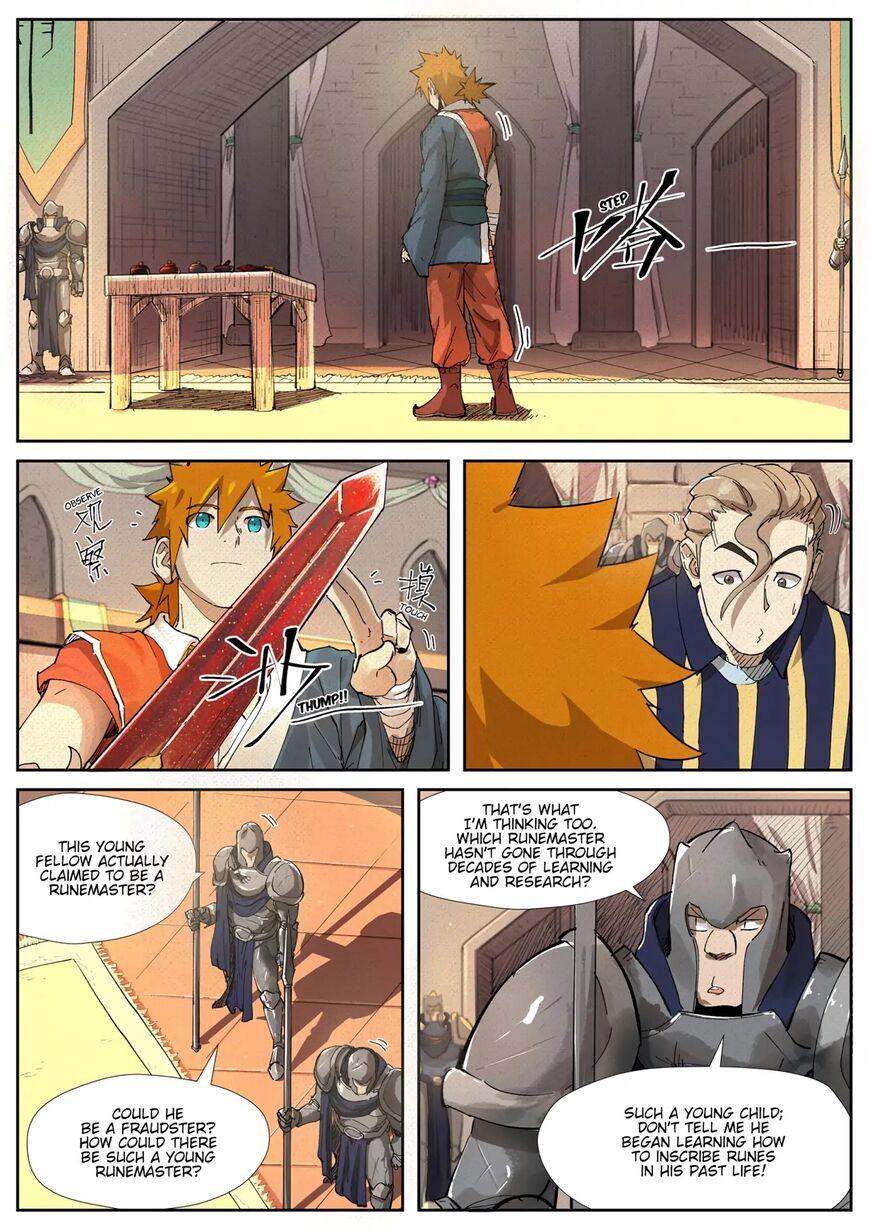 STEP
塔
OBSERVE
观
察
摸
TOUCH
THUMP!!
THIS YOUNG
FELLOW ACTUALLY
CLAIMED TO BE A
RUNEMASTER?
COULD HE
BE A FRAUDSTER?
HOW COULD THERE
BE SUCH A YOUNG
RUNEMASTER?
THAT'S WHAT
I'M THINKING TOO.
WHICH RUNEMASTER
HASN'T GONE THROUGH
DECADES OF LEARNING
AND RESEARCH?
SUCH A YOUNG CHILD;
DON'T TELL ME HE
BEGAN LEARNING HOW
TO INSCRIBE RUNES
IN HIS PAST LIFE!